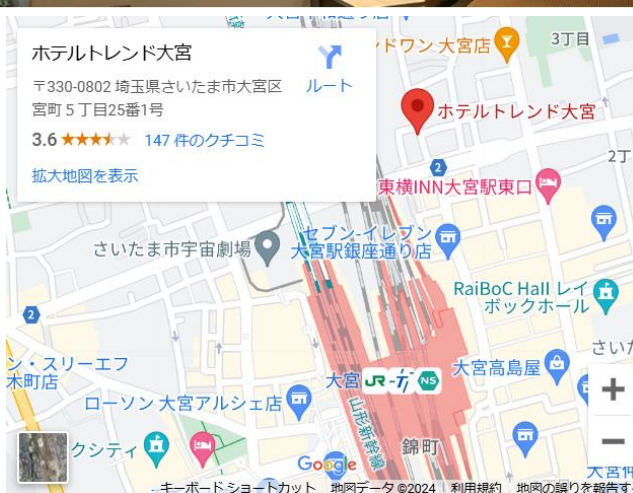 ホテルトレンド大宮
〒330-0802 埼玉県さいたま市大宮区
宮町5丁目25番1号
3.6
147 件のクチコミ
拡大地図を表示
ルート
ドワン 大宮店
3丁目
ホテルトレンド大宮
2
2丁
東横INN大宮駅東口
セブン-イレブン
大宮駅銀座通り店
さいたま市宇宙劇場
RaiBoC Hall レイ
ボックホール
2
ン・スリーエフ
木町店
さいた
大宮高島屋
大宮 JR NS
ローソン 大宮アルシェ店
山形新幹線
クシティ
錦町
Google
+
−
キーボード ショートカット
地図データ ©2024
利用規約
地図の誤りを報告す